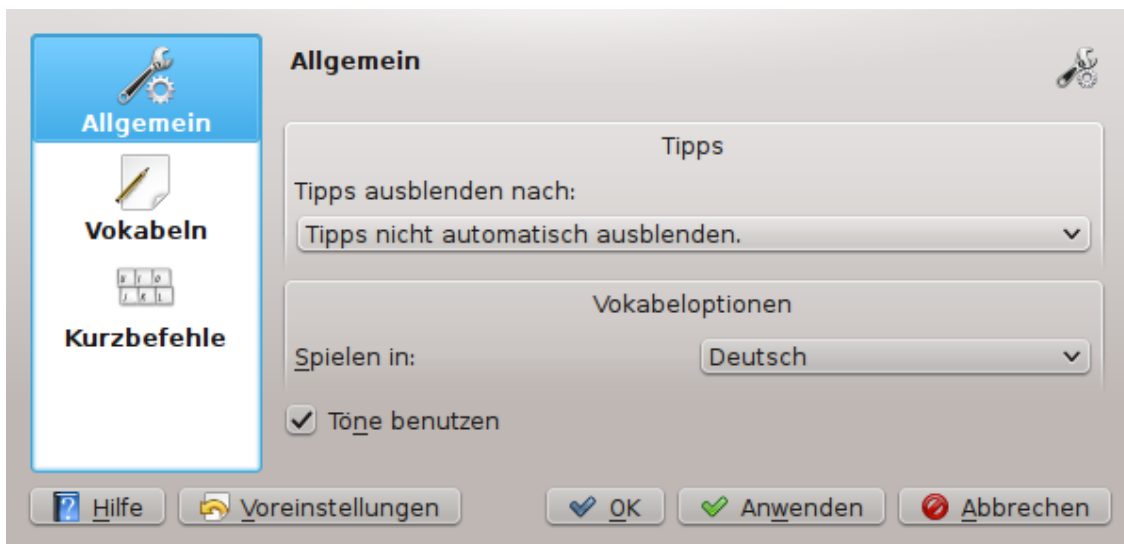 Allgemein
Vokabeln
Kurzbefehle
Allgemein
Tipps
Tipps ausblenden nach:
Tipps nicht automatisch ausblenden.
Vokabeloptionen
Spielen in: Deutsch
Töne benutzen
Hilfe Voreinstellungen OK Anwenden Abbrechen